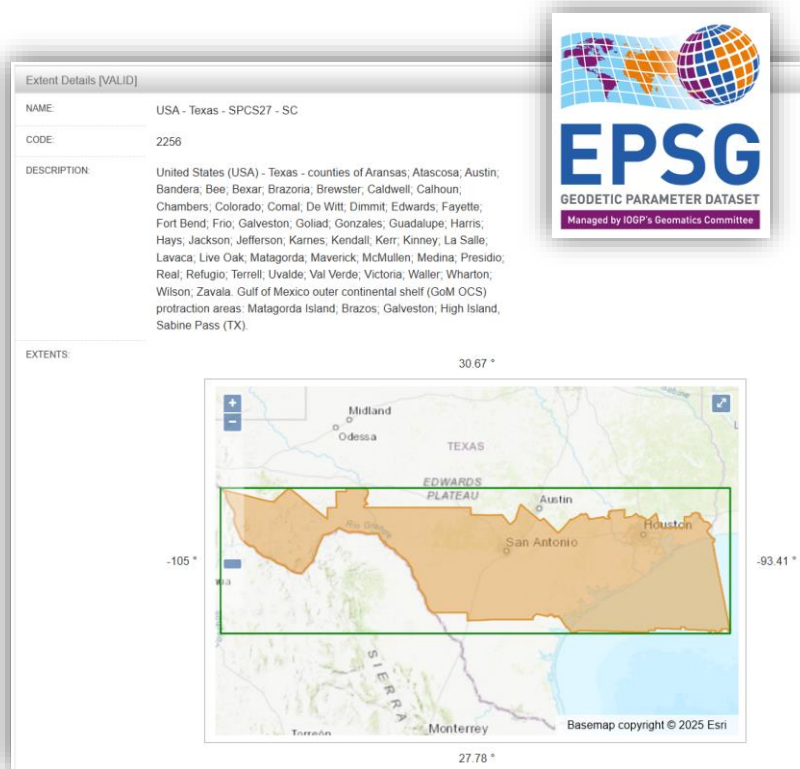 EPSG
GEODETIC PARAMETER DATASET
Managed by IOGP's Geomatics Committee
Extent Details [VALID]
NAME: USA - Texas - SPCS27 - SC
CODE: 2256
DESCRIPTION: United States (USA) - Texas - counties of Aransas; Atascosa; Austin;
Bandera; Bee; Bexar; Brazoria; Brewster; Caldwell; Calhoun;
Chambers; Colorado; Comal; De Witt; Dimmit; Edwards; Fayette;
Fort Bend; Frio; Galveston; Goliad; Gonzales; Guadalupe; Harris;
Hays; Jackson; Jefferson; Karnes; Kendall; Kerr; Kinney; La Salle;
Lavaca; Live Oak; Matagorda; Maverick; McMullen; Medina; Presidio;
Real; Refugio; Terrell; Uvalde; Val Verde; Victoria; Waller; Wharton;
Wilson; Zavala. Gulf of Mexico outer continental shelf (GoM OCS)
protraction areas: Matagorda Island; Brazos; Galveston; High Island,
Sabine Pass (TX).
EXTENTS:
30.67 °
+
−
Midland
Odessa
TEXAS
EDWARDS
PLATEAU
Austin
Rio Grande
Houston
San Antonio
-105 °
-93.41 °
SIERRA
Monterrey
Torreón
Basemap copyright © 2025 Esri
27.78 °